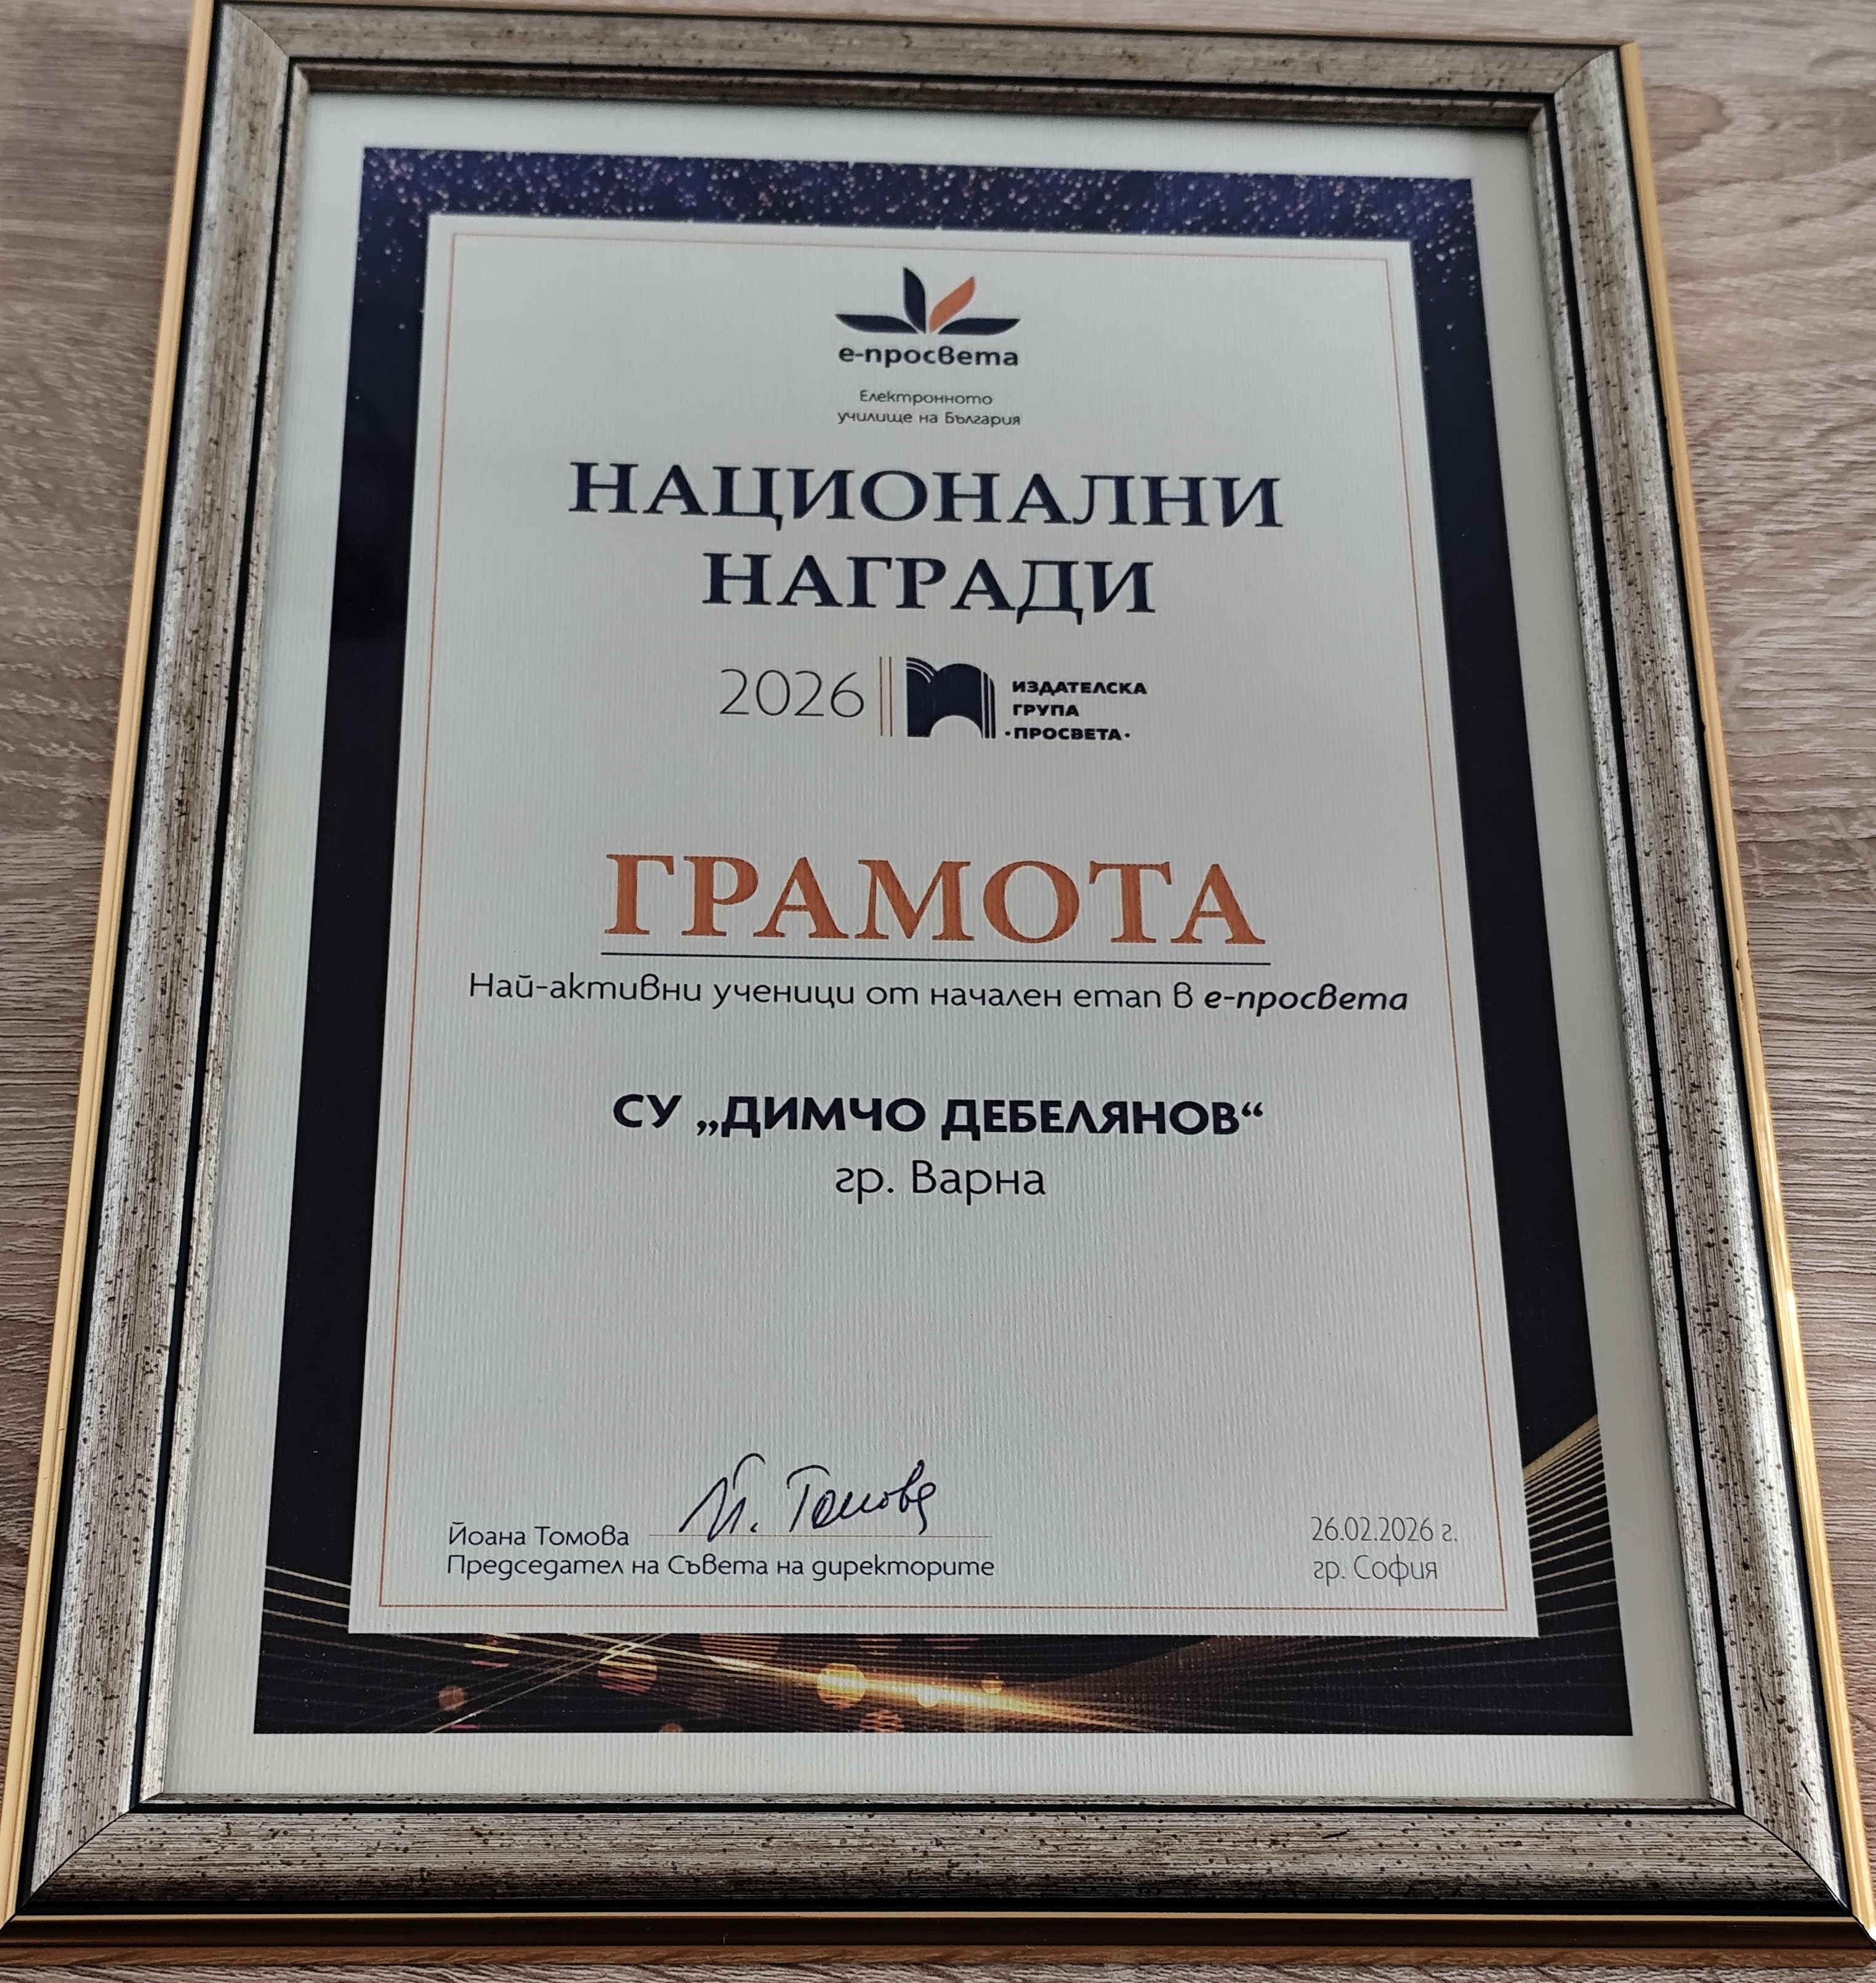 е-просвета
Електронното
училище на България
НАЦИОНАЛНИ
НАГРАДИ
2026
ИЗДАТЕЛСКА
ГРУПА
·ПРОСВЕТА·
ГРАМОТА
Най-активни ученици от начален етап в е-просвета
СУ „ДИМЧО ДЕБЕЛЯНОВ“
гр. Варна
Й. Томова
Йоана Томова
Председател на Съвета на директорите
26.02.2026 г.
гр. София